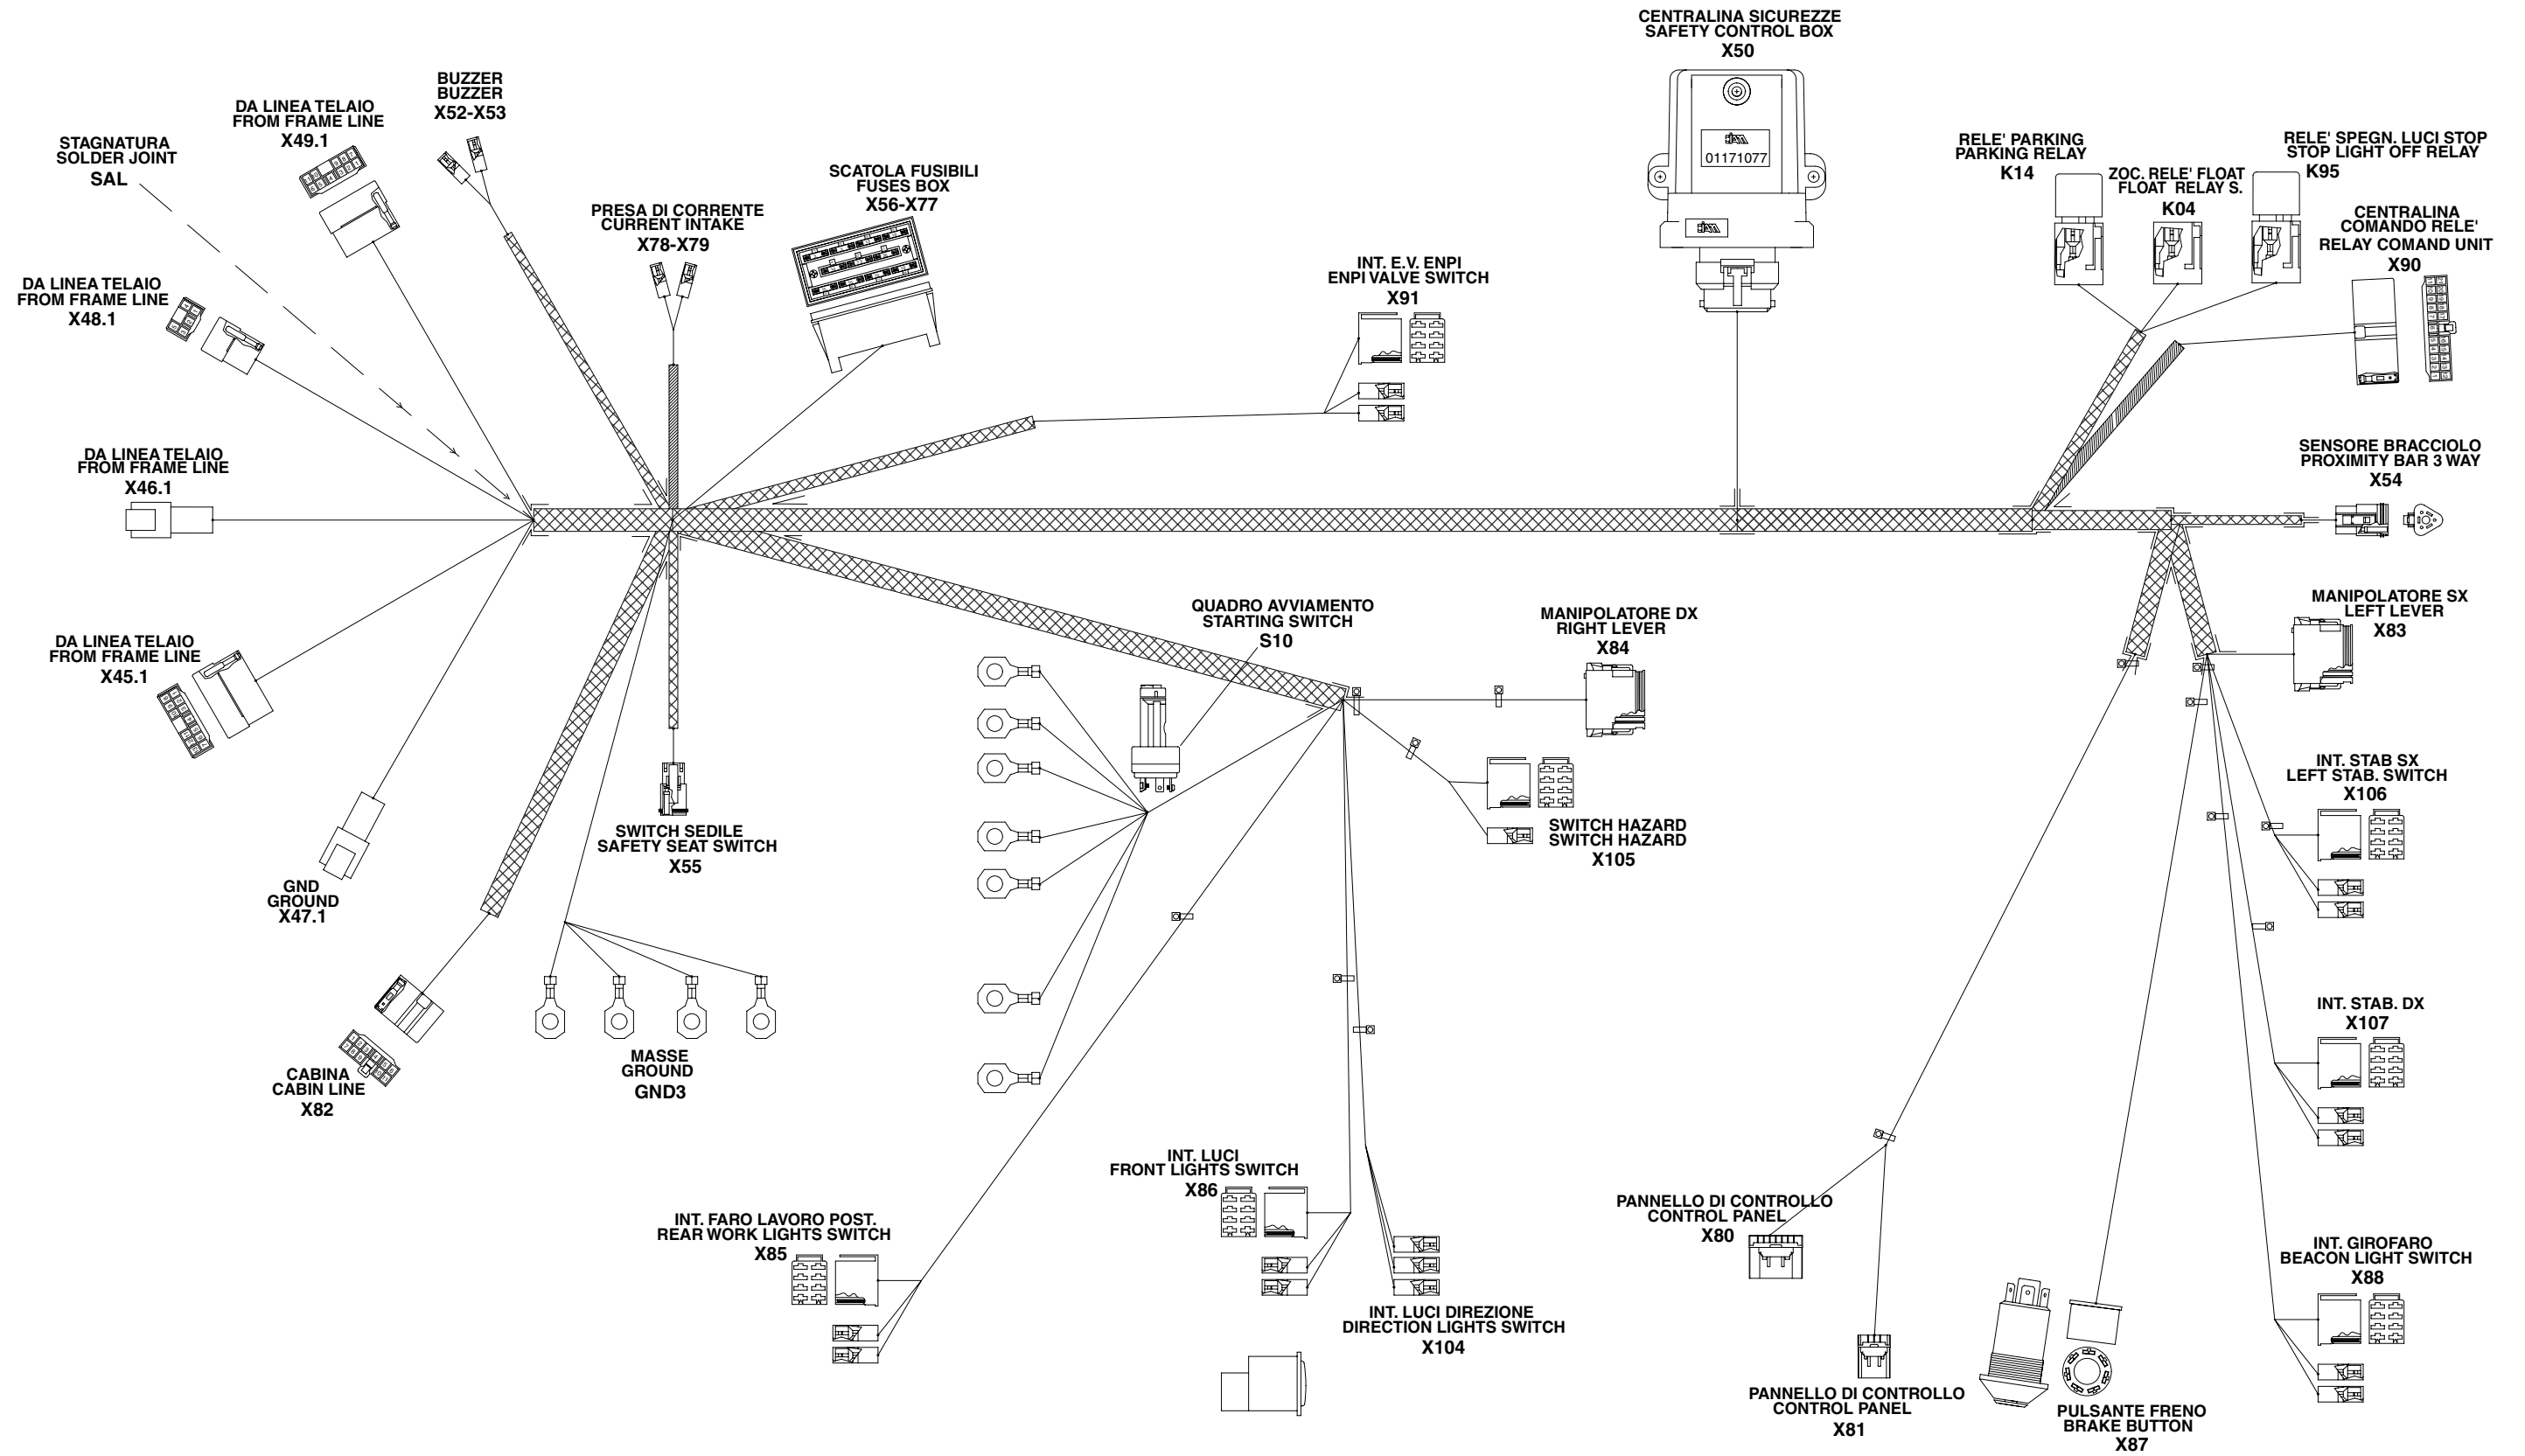 CENTRALINA SICUREZZE
SAFETY CONTROL BOX
X50
01171077
BUZZER
BUZZER
X52-X53
DA LINEA TELAIO
FROM FRAME LINE
X49.1
STAGNATURA
SOLDER JOINT
SAL
DA LINEA TELAIO
FROM FRAME LINE
X48.1
PRESA DI CORRENTE
CURRENT INTAKE
X78-X79
SCATOLA FUSIBILI
FUSES BOX
X56-X77
INT. E.V. ENPI
ENPI VALVE SWITCH
X91
RELE' PARKING
PARKING RELAY
K14
ZOC. RELE' FLOAT
FLOAT RELAY S.
K04
RELE' SPEGN. LUCI STOP
STOP LIGHT OFF RELAY
K95
CENTRALINA
COMANDO RELE'
RELAY COMAND UNIT
X90
DA LINEA TELAIO
FROM FRAME LINE
X46.1
SENSORE BRACCIOLO
PROXIMITY BAR 3 WAY
X54
DA LINEA TELAIO
FROM FRAME LINE
X45.1
QUADRO AVVIAMENTO
STARTING SWITCH
S10
MANIPOLATORE DX
RIGHT LEVER
X84
MANIPOLATORE SX
LEFT LEVER
X83
GND
GROUND
X47.1
SWITCH SEDILE
SAFETY SEAT SWITCH
X55
SWITCH HAZARD
SWITCH HAZARD
X105
INT. STAB SX
LEFT STAB. SWITCH
X106
CABINA
CABIN LINE
X82
MASSE
GROUND
GND3
INT. STAB. DX
X107
INT. FARO LAVORO POST.
REAR WORK LIGHTS SWITCH
X85
INT. LUCI
FRONT LIGHTS SWITCH
X86
INT. LUCI DIREZIONE
DIRECTION LIGHTS SWITCH
X104
PANNELLO DI CONTROLLO
CONTROL PANEL
X80
PANNELLO DI CONTROLLO
CONTROL PANEL
X81
PULSANTE FRENO
BRAKE BUTTON
X87
INT. GIROFARO
BEACON LIGHT SWITCH
X88